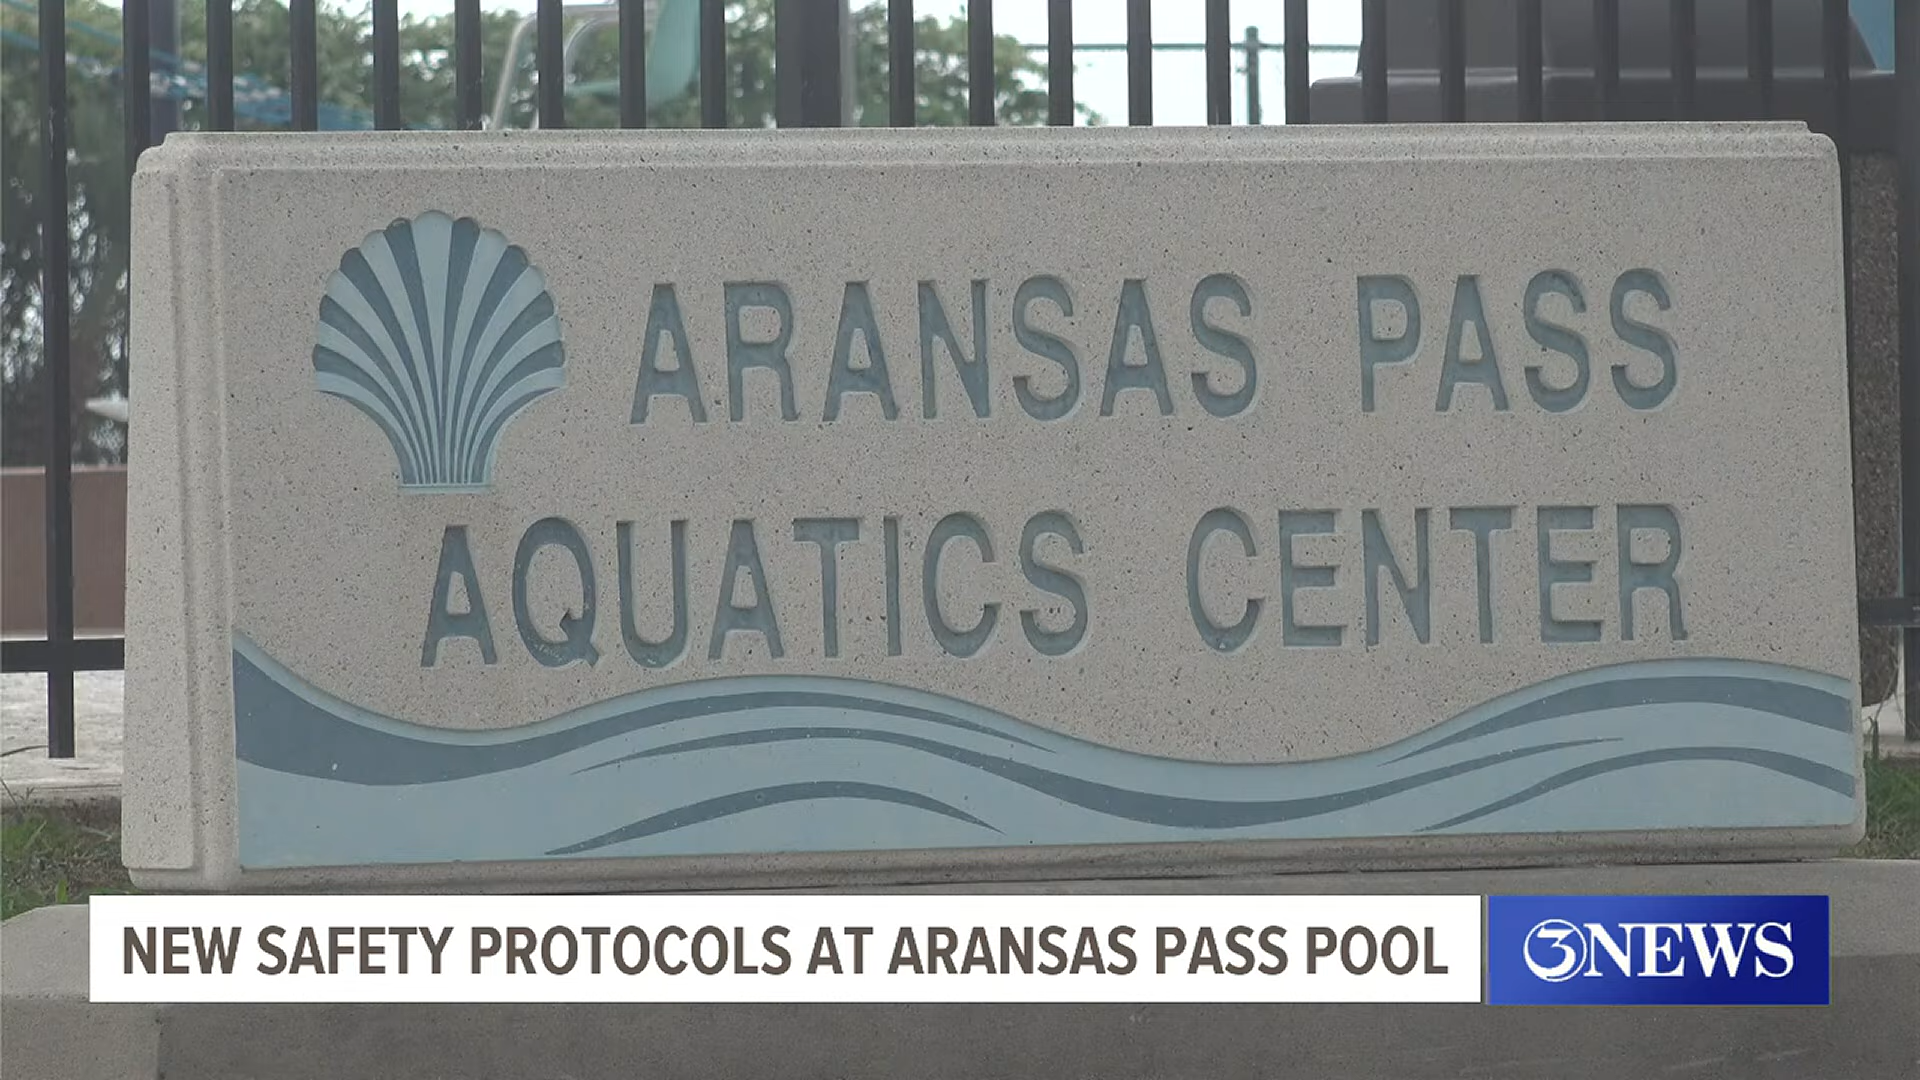 ARANSAS PASS
AQUATICS CENTER
NEW SAFETY PROTOCOLS AT ARANSAS PASS POOL
3NEWS